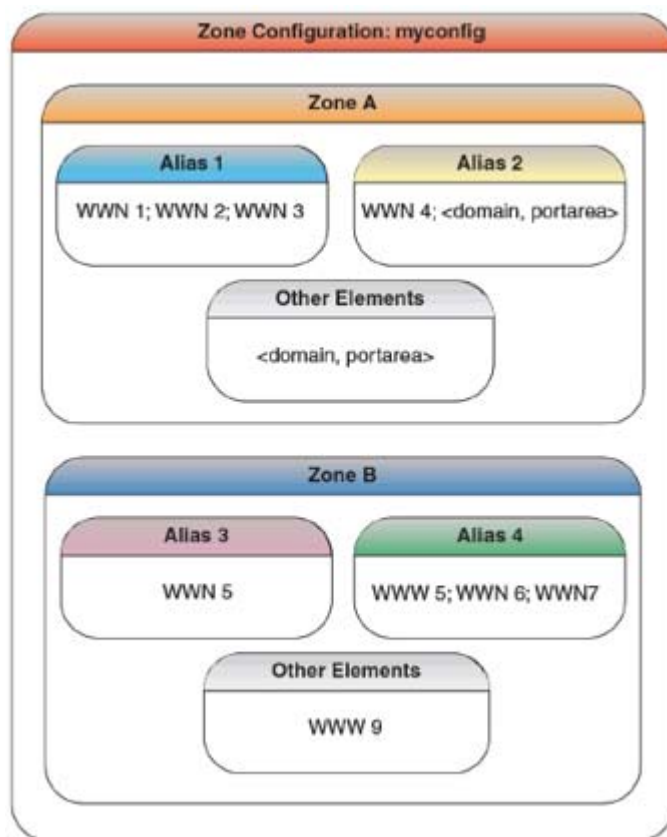 Zone Configuration: myconfig
Zone A
Alias 1
WWN 1; WWN 2; WWN 3
Alias 2
WWN 4; <domain, portarea>
Other Elements
<domain, portarea>
Zone B
Alias 3
WWN 5
Alias 4
WWW 5; WWN 6; WWN7
Other Elements
WWW 9